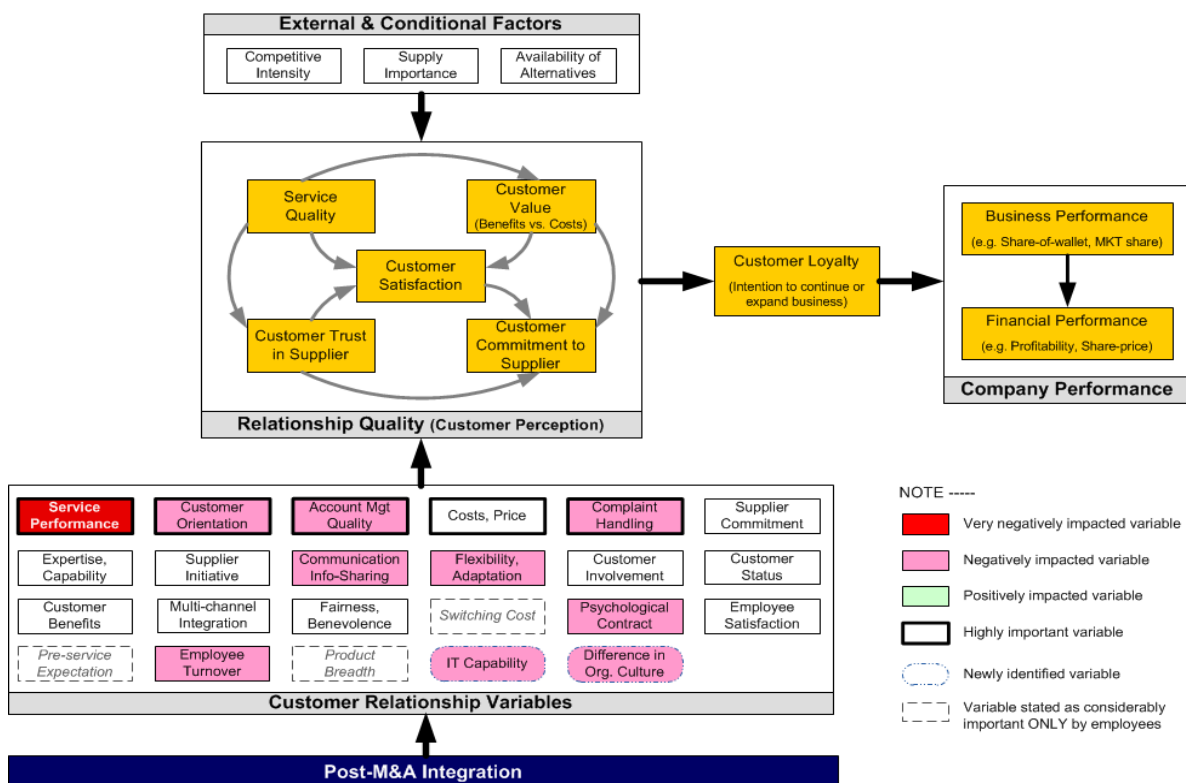 External & Conditional Factors
Competitive
Intensity
Supply
Importance
Availability of
Alternatives
Service
Quality
Customer
Value
(Benefits vs. Costs)
Customer
Satisfaction
Customer Trust
in Supplier
Customer
Commitment to
Supplier
Relationship Quality (Customer Perception)
Customer Loyalty
(Intention to continue or
expand business)
Business Performance
(e.g. Share-of-wallet, MKT share)
Financial Performance
(e.g. Profitability, Share-price)
Company Performance
Service
Performance
Customer
Orientation
Account Mgt
Quality
Costs, Price
Complaint
Handling
Supplier
Commitment
Expertise,
Capability
Supplier
Initiative
Communication
Info-Sharing
Flexibility,
Adaptation
Customer
Involvement
Customer
Status
Customer
Benefits
Multi-channel
Integration
Fairness,
Benevolence
Switching Cost
Psychological
Contract
Employee
Satisfaction
Pre-service
Expectation
Employee
Turnover
Product
Breadth
IT Capability
Difference in
Org. Culture
Customer Relationship Variables
Post-M&A Integration
NOTE -----
Very negatively impacted variable
Negatively impacted variable
Positively impacted variable
Highly important variable
Newly identified variable
Variable stated as considerably
important ONLY by employees